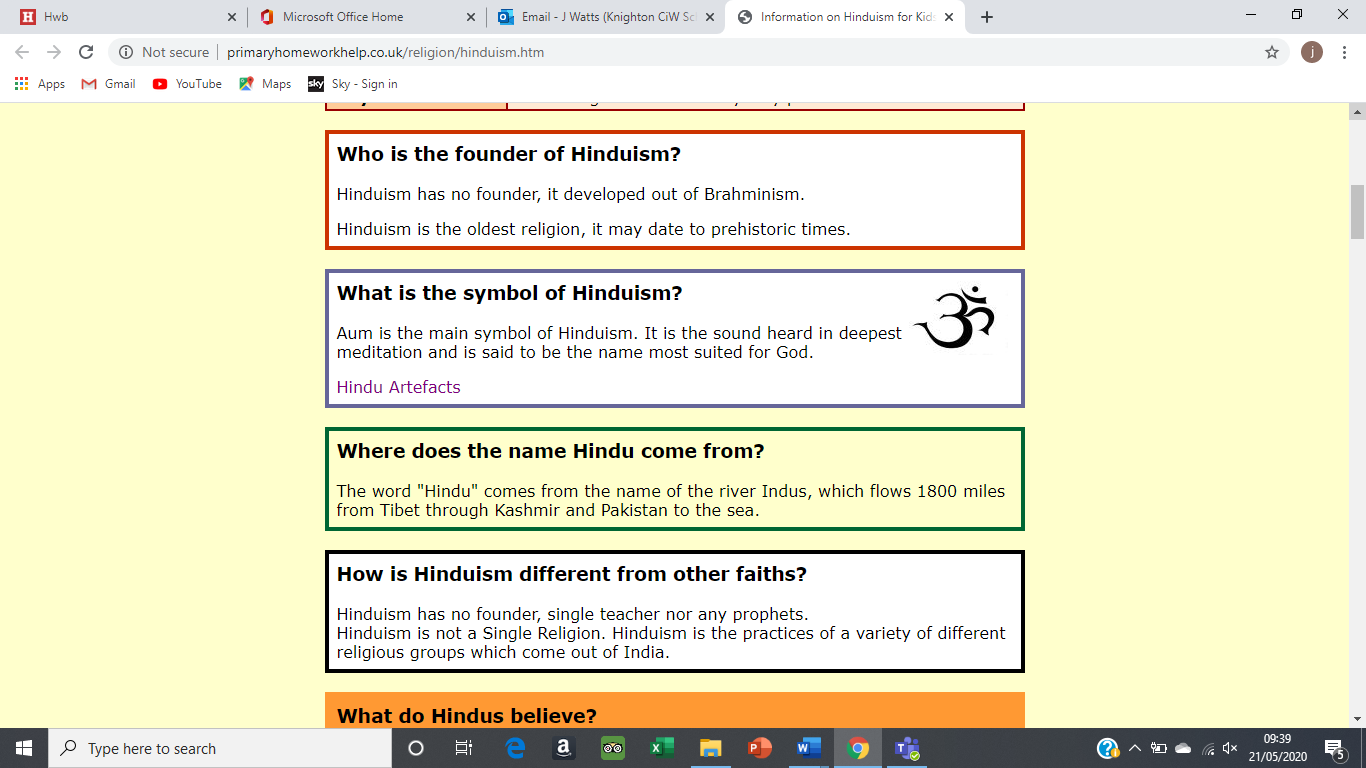 Hwb
Microsoft Office Home
Email - J Watts (Knighton CiW Sc
Information on Hinduism for Kid
Not secure primaryhomeworkhelp.co.uk/religion/hinduism.htm
j
Apps Gmail YouTube Maps sky Sky - Sign in
Who is the founder of Hinduism?
Hinduism has no founder, it developed out of Brahminism.
Hinduism is the oldest religion, it may date to prehistoric times.
What is the symbol of Hinduism?
ॐ
Aum is the main symbol of Hinduism. It is the sound heard in deepest
meditation and is said to be the name most suited for God.
Hindu Artefacts
Where does the name Hindu come from?
The word "Hindu" comes from the name of the river Indus, which flows 1800 miles
from Tibet through Kashmir and Pakistan to the sea.
How is Hinduism different from other faiths?
Hinduism has no founder, single teacher nor any prophets.
Hinduism is not a Single Religion. Hinduism is the practices of a variety of different
religious groups which come out of India.
What do Hindus believe?
Type here to search
09:39
21/05/2020
5